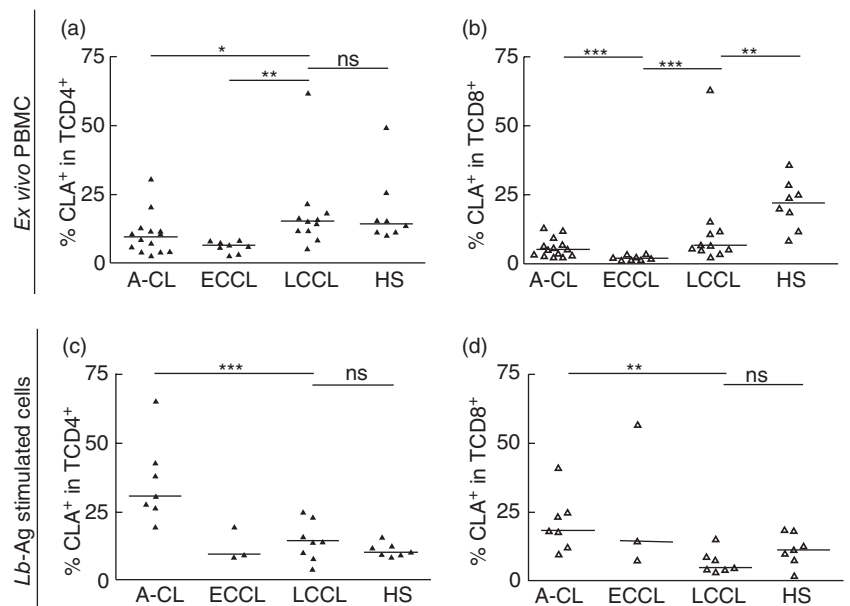 Ex vivo PBMC
(a)
% CLA⁺ in TCD4⁺
75
50
25
0
*
**
ns
A-CL ECCL LCCL HS
(b)
% CLA⁺ in TCD8⁺
75
50
25
0
***
***
**
A-CL ECCL LCCL HS
Lb-Ag stimulated cells
(c)
% CLA⁺ in TCD4⁺
75
50
25
0
***
ns
A-CL ECCL LCCL HS
(d)
% CLA⁺ in TCD8⁺
75
50
25
0
**
ns
A-CL ECCL LCCL HS